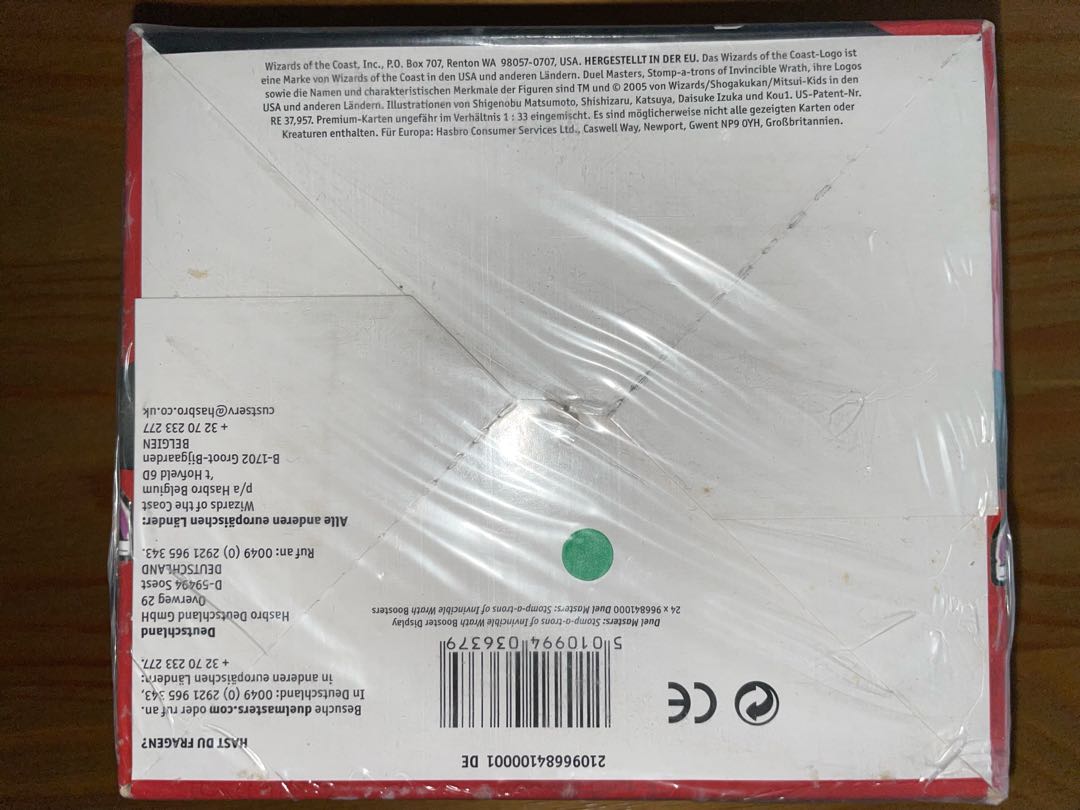 Wizards of the Coast, Inc., P.O. Box 707, Renton WA 98057-0707, USA. HERGESTELLT IN DER EU. Das Wizards of the Coast-Logo ist
eine Marke von Wizards of the Coast in den USA und anderen Ländern. Duel Masters, Stomp-a-trons of Invincible Wrath, ihre Logos
sowie die Namen und charakteristischen Merkmale der Figuren sind TM und © 2005 von Wizards/Shogakukan/Mitsui-Kids in den
USA und anderen Ländern. Illustrationen von Shigenobu Matsumoto, Shishizaru, Katsuya, Daisuke Izuka und Kou1. US-Patent-Nr.
RE 37,957. Premium-Karten ungefähr im Verhältnis 1 : 33 eingemischt. Es sind möglicherweise nicht alle gezeigten Karten oder
Kreaturen enthalten. Für Europa: Hasbro Consumer Services Ltd., Caswell Way, Newport, Gwent NP9 0YH, Großbritannien.
21096684100001 DE
HAST DU FRAGEN?
Besuche duelmasters.com oder ruf an.
In Deutschland: 0049 (0) 2921 965 343,
in anderen europäischen Ländern:
+ 32 70 233 277.
Deutschland
Hasbro Deutschland GmbH
Overweg 29
D-59494 Soest
DEUTSCHLAND
Ruf an: 0049 (0) 2921 965 343.
Alle anderen europäischen Länder:
Wizards of the Coast
p/a Hasbro Belgium
't Hofveld 6D
B-1702 Groot-Bijgaarden
BELGIEN
+ 32 70 233 277
custserv@hasbro.co.uk
CE
5 010994 036379
Duel Masters: Stomp-a-trons of Invincible Wrath Booster Display
24 x 966841000 Duel Masters: Stomp-a-trons of Invincible Wrath Boosters